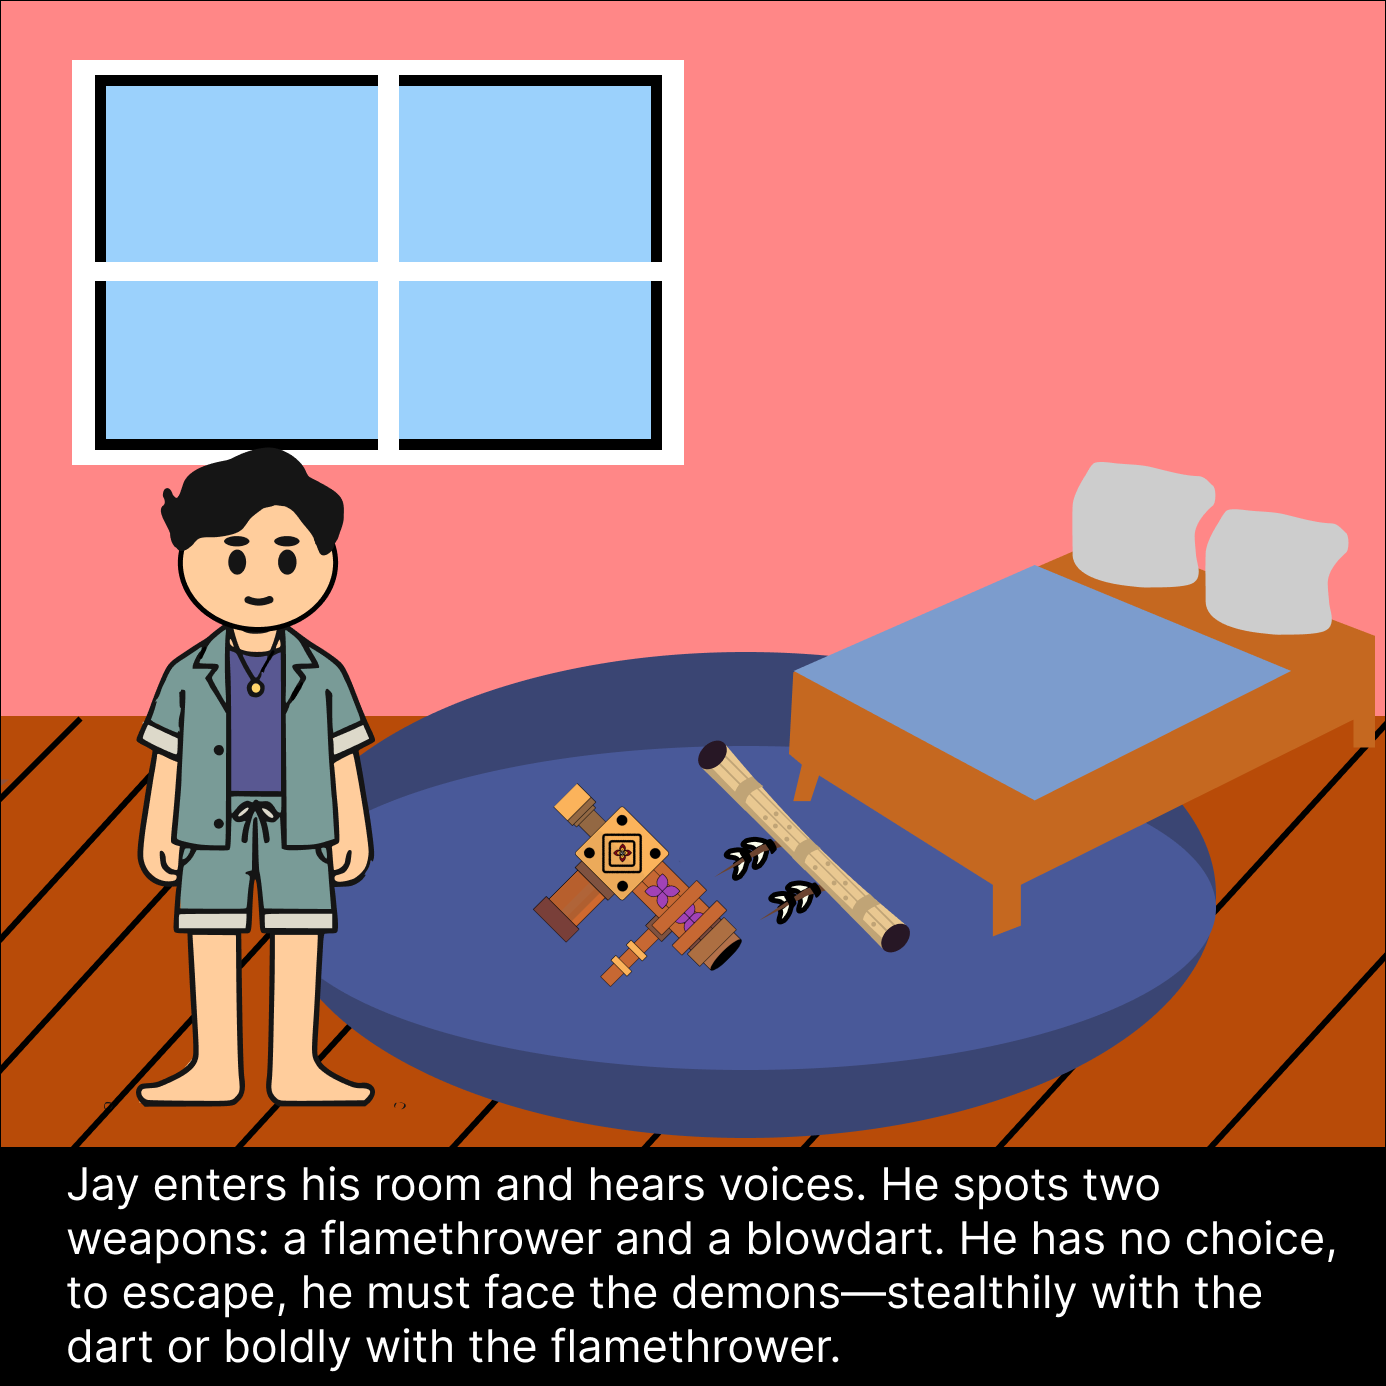 Jay enters his room and hears voices. He spots two
weapons: a flamethrower and a blowdart. He has no choice,
to escape, he must face the demons—stealthily with the
dart or boldly with the flamethrower.